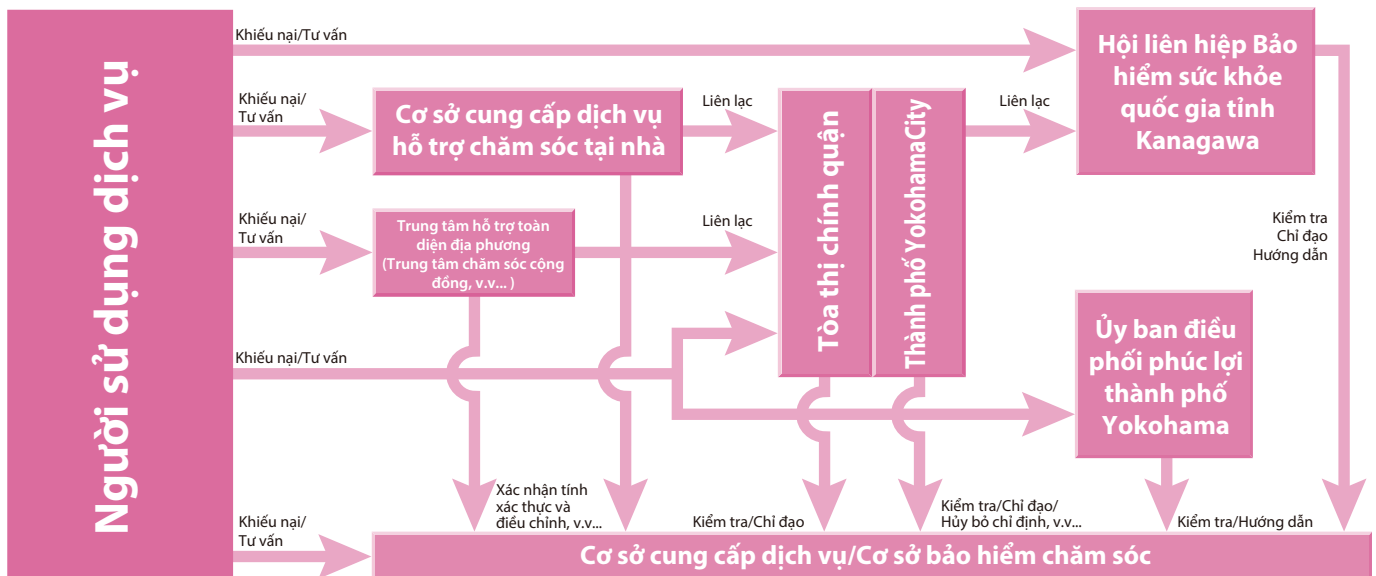 Người sử dụng dịch vụ
Khiếu nại/Tư vấn
Hội liên hiệp Bảo
hiểm sức khỏe
quốc gia tỉnh
Kanagawa
Khiếu nại/
Tư vấn
Cơ sở cung cấp dịch vụ
hỗ trợ chăm sóc tại nhà
Liên lạc
Tòa thị chính quận
Thành phố YokohamaCity
Liên lạc
Khiếu nại/
Tư vấn
Trung tâm hỗ trợ toàn
diện địa phương
(Trung tâm chăm sóc cộng
đồng, v.v... )
Liên lạc
Kiểm tra
Chỉ đạo
Hướng dẫn
Khiếu nại/Tư vấn
Ủy ban điều
phối phúc lợi
thành phố
Yokohama
Xác nhận tính
xác thực và
điều chỉnh, v.v...
Kiểm tra/Chỉ đạo
Kiểm tra/Chỉ đạo/
Hủy bỏ chỉ định, v.v...
Kiểm tra/Hướng dẫn
Khiếu nại/
Tư vấn
Cơ sở cung cấp dịch vụ/Cơ sở bảo hiểm chăm sóc